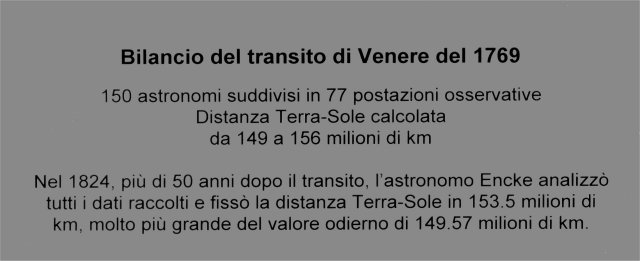 Bilancio del transito di Venere del 1769
150 astronomi suddivisi in 77 postazioni osservative
Distanza Terra-Sole calcolata
da 149 a 156 milioni di km
Nel 1824, più di 50 anni dopo il transito, l'astronomo Encke analizzò
tutti i dati raccolti e fissò la distanza Terra-Sole in 153.5 milioni di
km, molto più grande del valore odierno di 149.57 milioni di km.